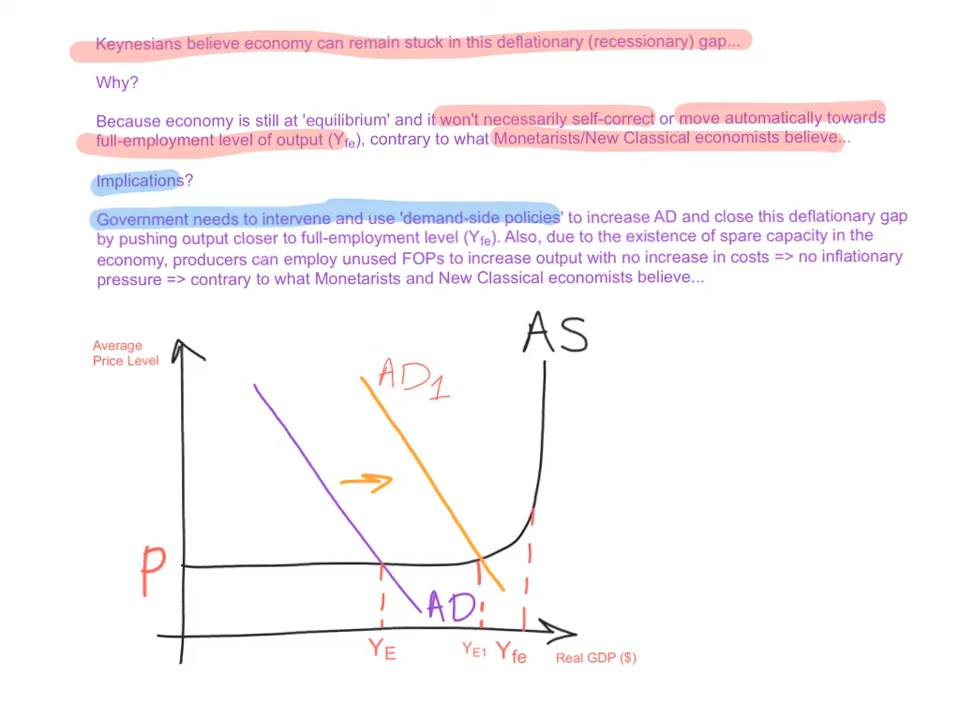 Keynesians believe economy can remain stuck in this deflationary (recessionary) gap...
Why?
Because economy is still at 'equilibrium' and it won't necessarily self-correct or move automatically towards
full-employment level of output (Yfe), contrary to what Monetarists/New Classical economists believe...
Implications?
Government needs to intervene and use 'demand-side policies' to increase AD and close this deflationary gap
by pushing output closer to full-employment level (Yfe). Also, due to the existence of spare capacity in the
economy, producers can employ unused FOPs to increase output with no increase in costs => no inflationary
pressure => contrary to what Monetarists and New Classical economists believe...
AS
Average
Price Level
AD1
P
AD
YE
YE1
Yfe
Real GDP ($)